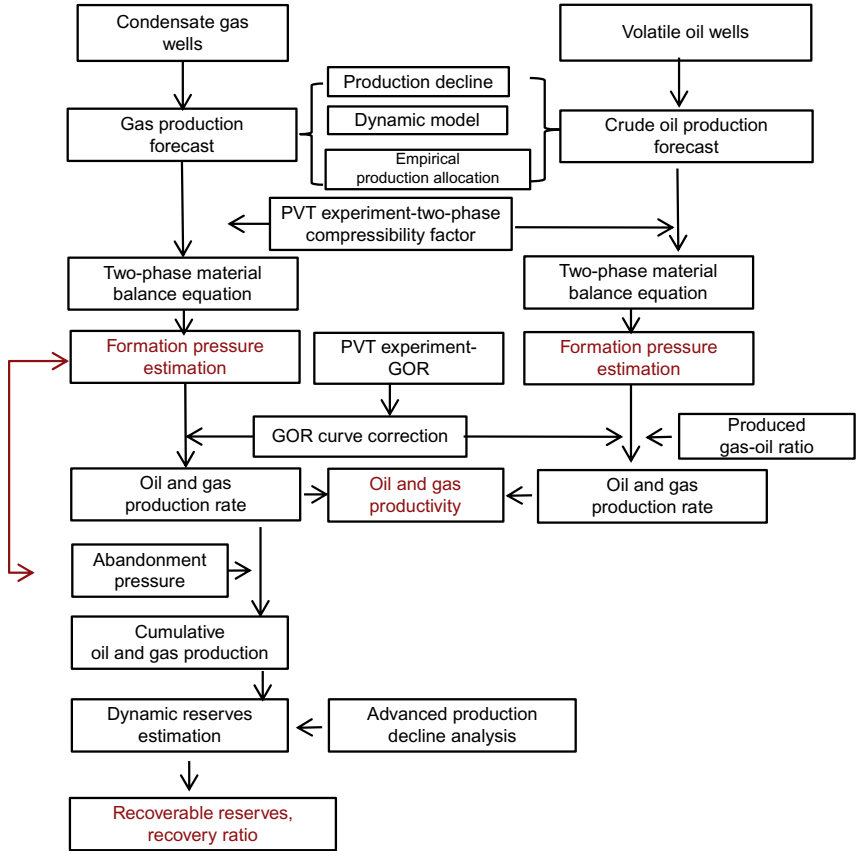 Condensate gas
wells
Volatile oil wells
Production decline
Dynamic model
Empirical
production allocation
Gas production
forecast
Crude oil production
forecast
PVT experiment-two-phase
compressibility factor
Two-phase material
balance equation
Two-phase material
balance equation
Formation pressure
estimation
PVT experiment-
GOR
Formation pressure
estimation
GOR curve correction
Produced
gas-oil ratio
Oil and gas
production rate
Oil and gas
productivity
Oil and gas
production rate
Abandonment
pressure
Cumulative
oil and gas production
Dynamic reserves
estimation
Advanced production
decline analysis
Recoverable reserves,
recovery ratio